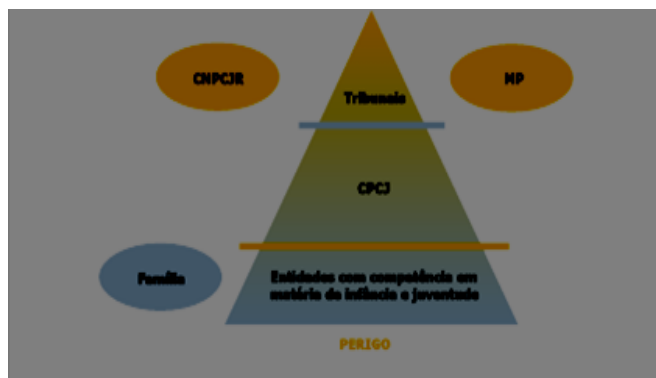 CNPCJR
MP
Tribunais
CPCJ
Família
Entidades com competência em
matéria de infância e juventude
PERIGO